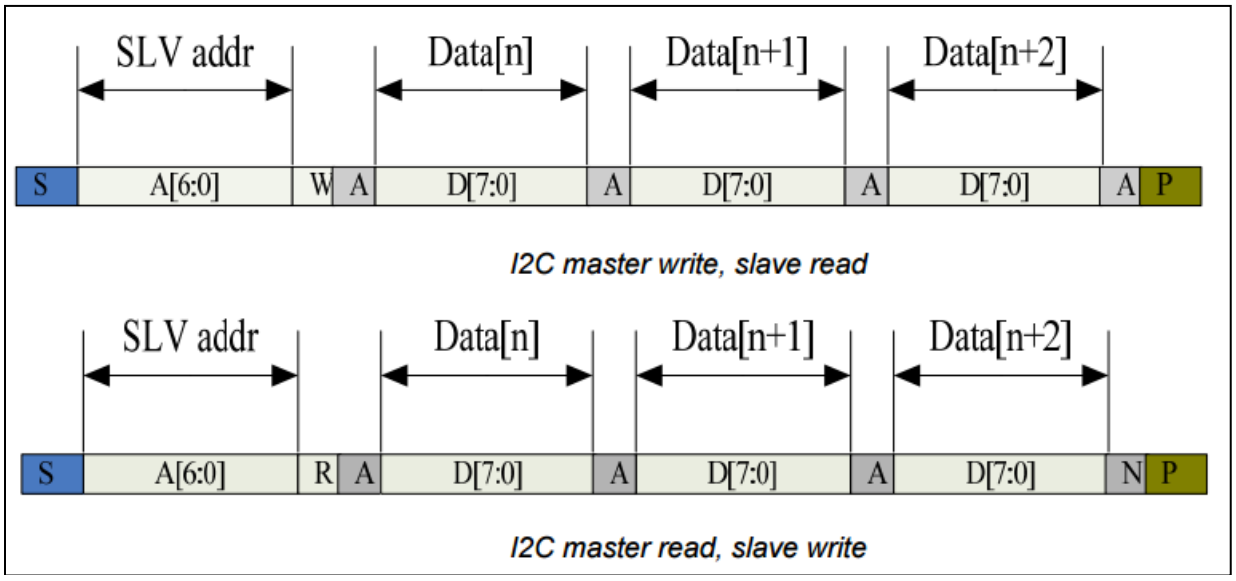 SLV addr Data[n] Data[n+1] Data[n+2]
S A[6:0] W A D[7:0] A D[7:0] A D[7:0] A P
I2C master write, slave read
SLV addr Data[n] Data[n+1] Data[n+2]
S A[6:0] R A D[7:0] A D[7:0] A D[7:0] N P
I2C master read, slave write